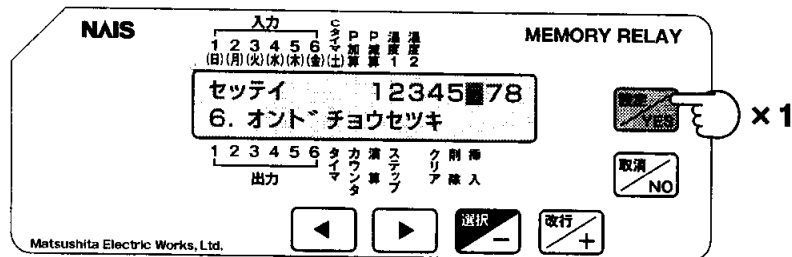 NAIS
MEMORY RELAY
入力
1 2 3 4 5 6 Cタイマ P加算 P減算 温度1 温度2
(日)(月)(火)(水)(木)(金)(土)
セッテイ 12345■78
6. オンド゛チョウセツキ
1 2 3 4 5 6 タイマ カウンタ 演算 ステップ クリア 削除 挿入
出力
設定/YES
×1
取消/NO
◀ ▶ 選択/− 改行/+
Matsushita Electric Works, Ltd.